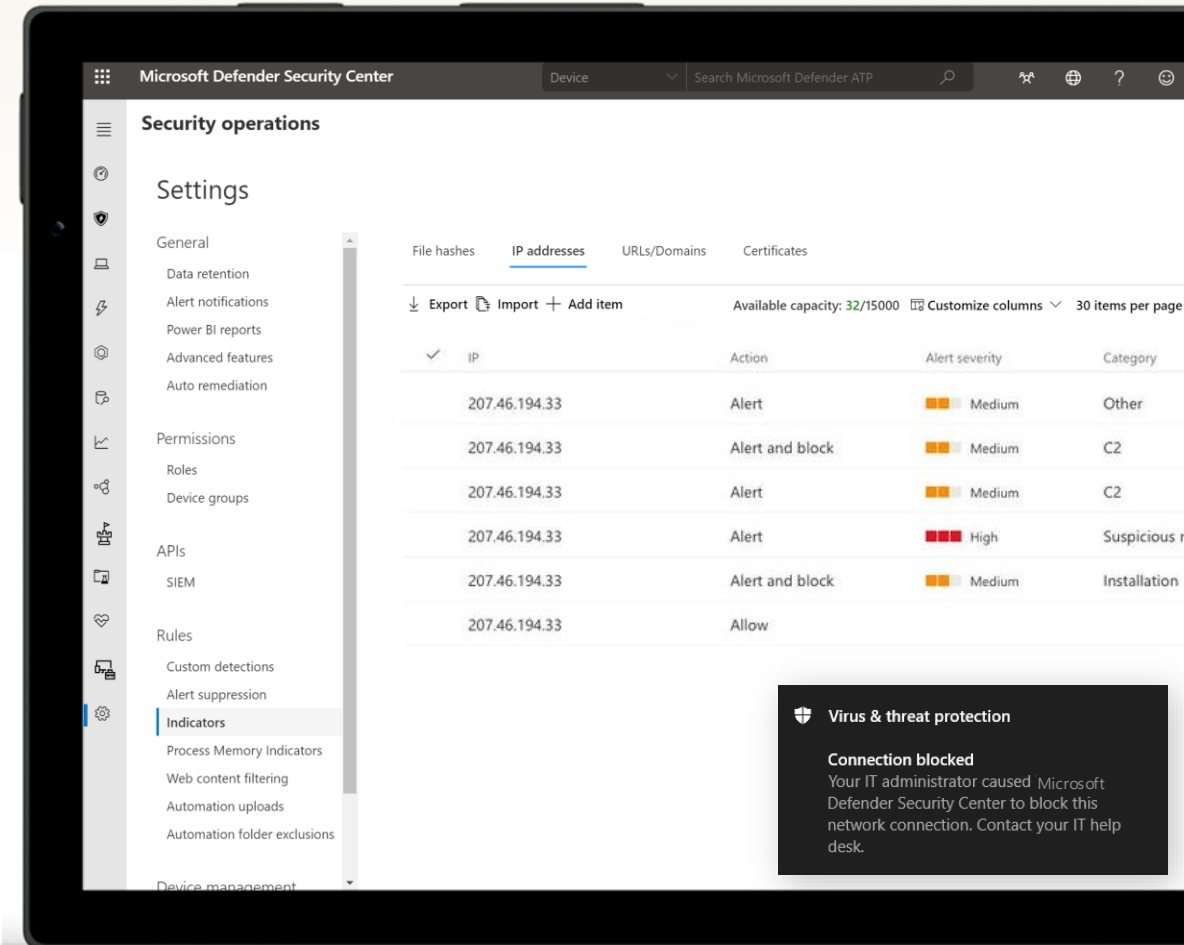 Microsoft Defender Security Center
Device
Search Microsoft Defender ATP
Security operations
Settings
General
Data retention
Alert notifications
Power BI reports
Advanced features
Auto remediation
Permissions
Roles
Device groups
APIs
SIEM
Rules
Custom detections
Alert suppression
Indicators
Process Memory Indicators
Web content filtering
Automation uploads
Automation folder exclusions
Device management
File hashes IP addresses URLs/Domains Certificates
Export Import Add item Available capacity: 32/15000 Customize columns 30 items per page
IP Action Alert severity Category
207.46.194.33 Alert Medium Other
207.46.194.33 Alert and block Medium C2
207.46.194.33 Alert Medium C2
207.46.194.33 Alert High Suspicious
207.46.194.33 Alert and block Medium Installation
207.46.194.33 Allow
Virus & threat protection
Connection blocked
Your IT administrator caused Microsoft
Defender Security Center to block this
network connection. Contact your IT help
desk.